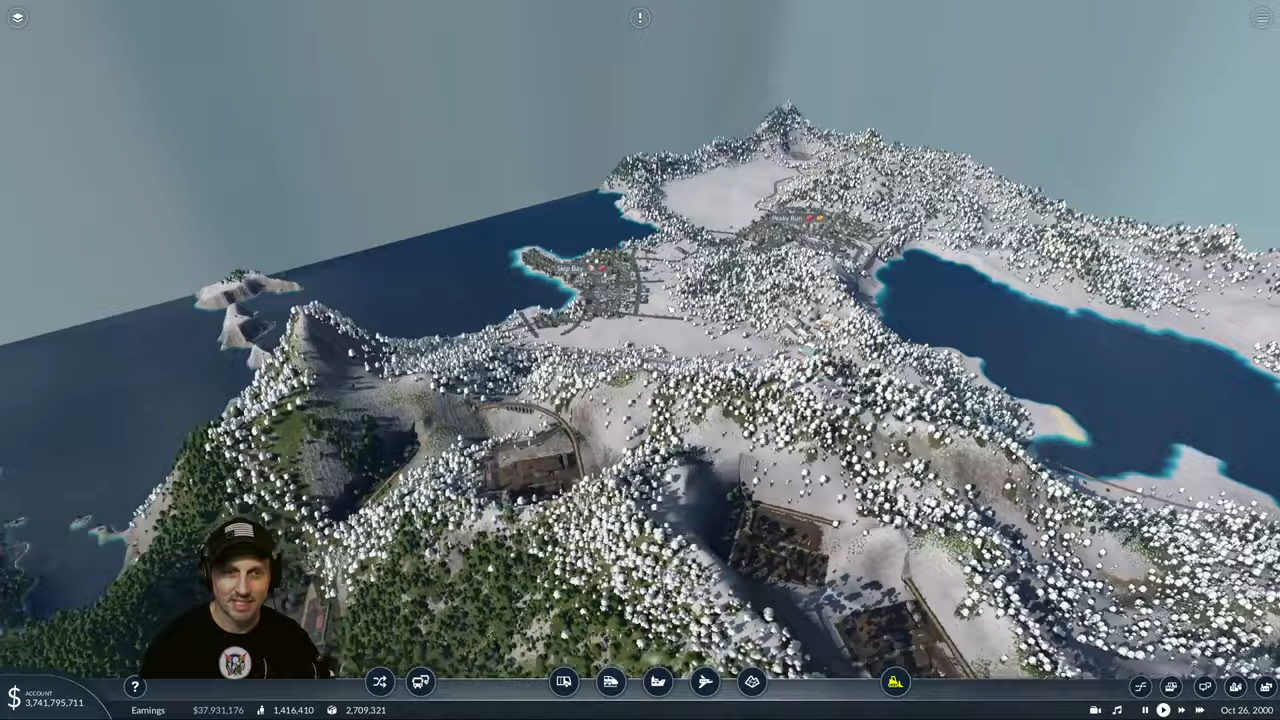 Peaky Run
ACCOUNT
$ 3,741,795,711
?
Earnings
$37,931,176
1,416,410
2,709,321
Oct 26, 2000